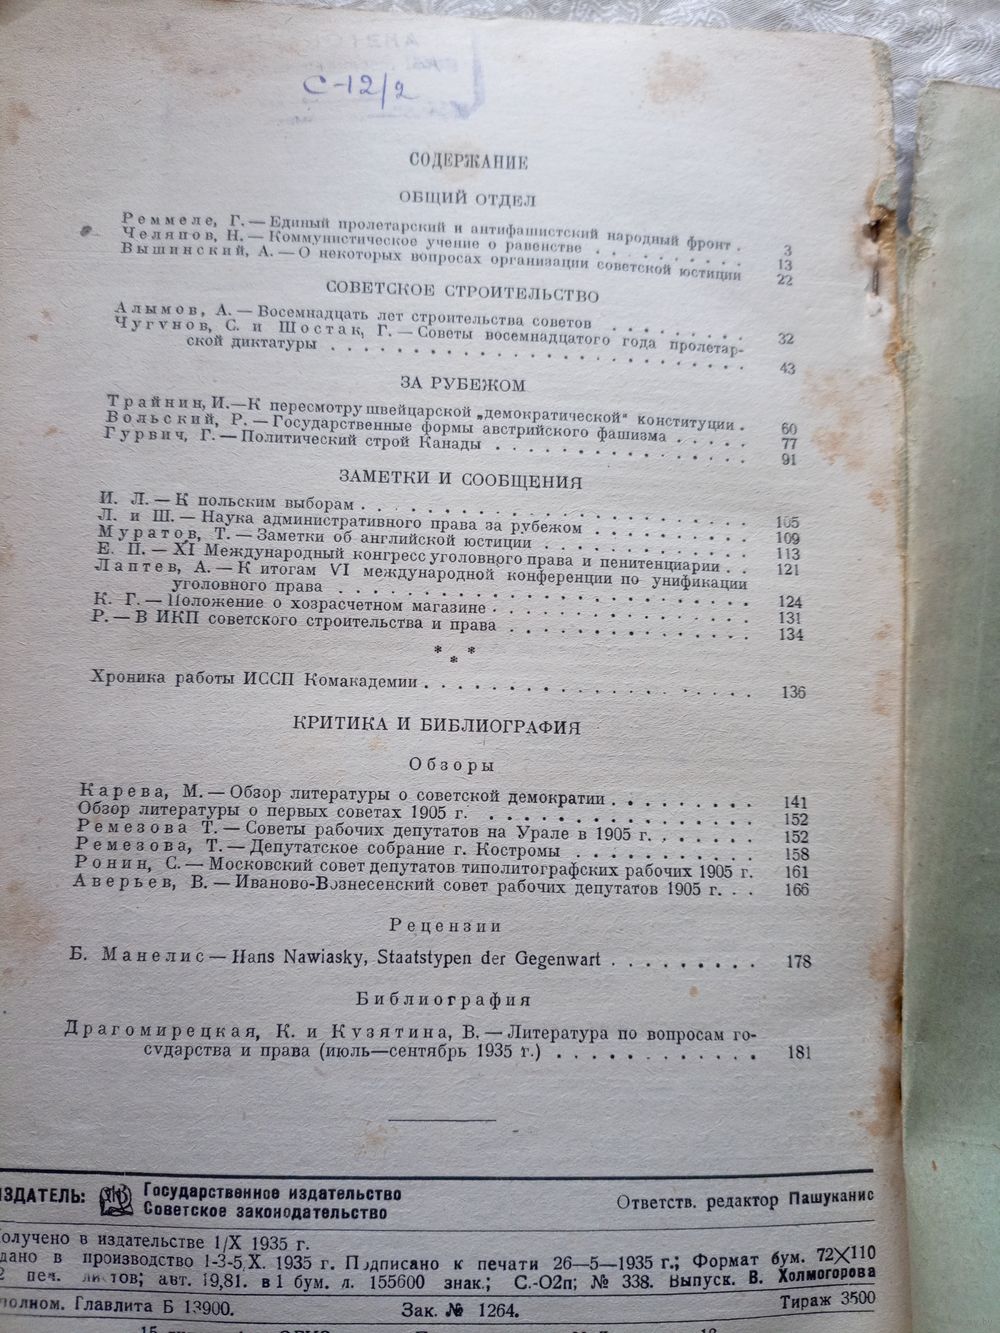 С-12/2
СОДЕРЖАНИЕ
ОБЩИЙ ОТДЕЛ
Реммеле, Г. — Единый пролетарский и антифашистский народный фронт . 3
Челяпов, Н. — Коммунистическое учение о равенстве . . . . . . . . . 13
Вышинский, А. — О некоторых вопросах организации советской юстиции 22
СОВЕТСКОЕ СТРОИТЕЛЬСТВО
Алымов, А. — Восемнадцать лет строительства советов . . . . . . . . 32
Чугунов, С. и Шостак, Г. — Советы восемнадцатого года пролетар-
ской диктатуры . . . . . . . . . . . . . . . . . . . . . . . . 43
ЗА РУБЕЖОМ
Трайнин, И.—К пересмотру швейцарской „демократической“ конституции . 60
Вольский, Р. — Государственные формы австрийского фашизма . . . . . 77
Гурвич, Г. — Политический строй Канады . . . . . . . . . . . . . . . 91
ЗАМЕТКИ И СООБЩЕНИЯ
И. Л. — К польским выборам . . . . . . . . . . . . . . . . . . . . . 105
Л. и Ш. — Наука административного права за рубежом . . . . . . . . 109
Муратов, Т. — Заметки об английской юстиции . . . . . . . . . . . . 113
Е. П. — XI Международный конгресс уголовного права и пенитенциарии . . 121
Лаптев, А. — К итогам VI международной конференции по унификации
уголовного права . . . . . . . . . . . . . . . . . . . . . . . 124
К. Г. — Положение о хозрасчетном магазине . . . . . . . . . . . . . 131
Р. — В ИКП советского строительства и права . . . . . . . . . . . . . 134
* * *
Хроника работы ИССП Комакадемии . . . . . . . . . . . . . . . . . . 136
КРИТИКА И БИБЛИОГРАФИЯ
Обзоры
Карева, М. — Обзор литературы о советской демократии . . . . . . . . 141
Обзор литературы о первых советах 1905 г. . . . . . . . . . . . . . . . 152
Ремезова Т. — Советы рабочих депутатов на Урале в 1905 г. . . . . . . 152
Ремезова, Т. — Депутатское собрание г. Костромы . . . . . . . . . . 158
Ронин, С. — Московский совет депутатов типолитографских рабочих 1905 г. 161
Аверьев, В. — Иваново-Вознесенский совет рабочих депутатов 1905 г. . . 166
Рецензии
Б. Манелис — Hans Nawiasky, Staatstypen der Gegenwart . . . . . . . . . 178
Библиография
Драгомирецкая, К. и Кузятина, В. — Литература по вопросам го-
сударства и права (июль—сентябрь 1935 г.) . . . . . . . . . . . . 181
ИЗДАТЕЛЬ: Государственное издательство
Советское законодательство
Ответств. редактор Пашуканис
олучено в издательстве 1/X 1935 г.
дано в производство 1-3-5.X. 1935 г. Подписано к печати 26—5—1935 г.; Формат бум. 72X110
печ. листов; авт. 19,81. в 1 бум. л. 155600 знак.; С.-О2п; № 338. Выпуск. В. Холмогорова
полном. Главлита Б 13900. Зак. № 1264. Тираж 3500